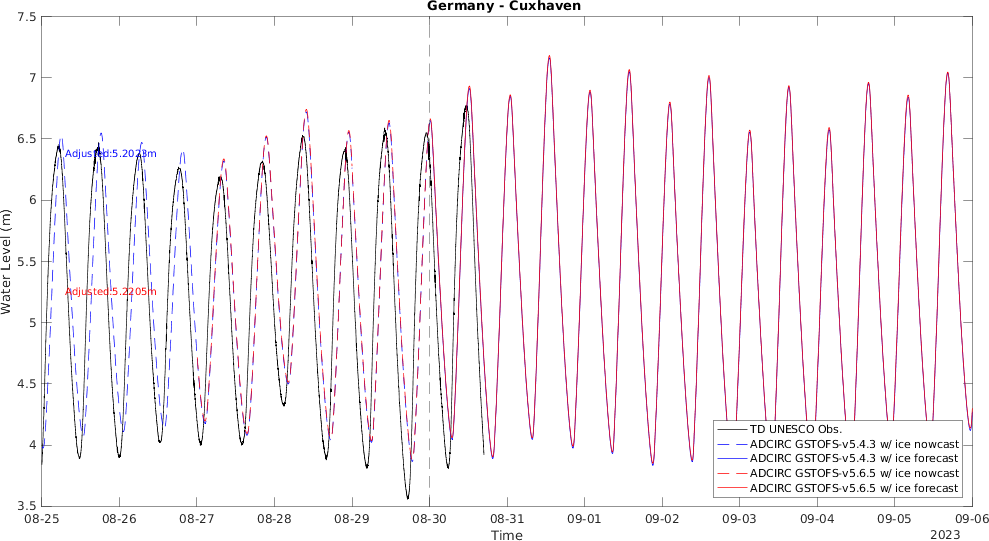 Germany - Cuxhaven
7.5
7
6.5
6
5.5
5
4.5
4
3.5
Water Level (m)
Adjusted:5.2023m
Adjusted:5.2205m
TD UNESCO Obs.
ADCIRC GSTOFS-v5.4.3 w/ ice nowcast
ADCIRC GSTOFS-v5.4.3 w/ ice forecast
ADCIRC GSTOFS-v5.6.5 w/ ice nowcast
ADCIRC GSTOFS-v5.6.5 w/ ice forecast
08-25 08-26 08-27 08-28 08-29 08-30 08-31 09-01 09-02 09-03 09-04 09-05 09-06
Time
2023